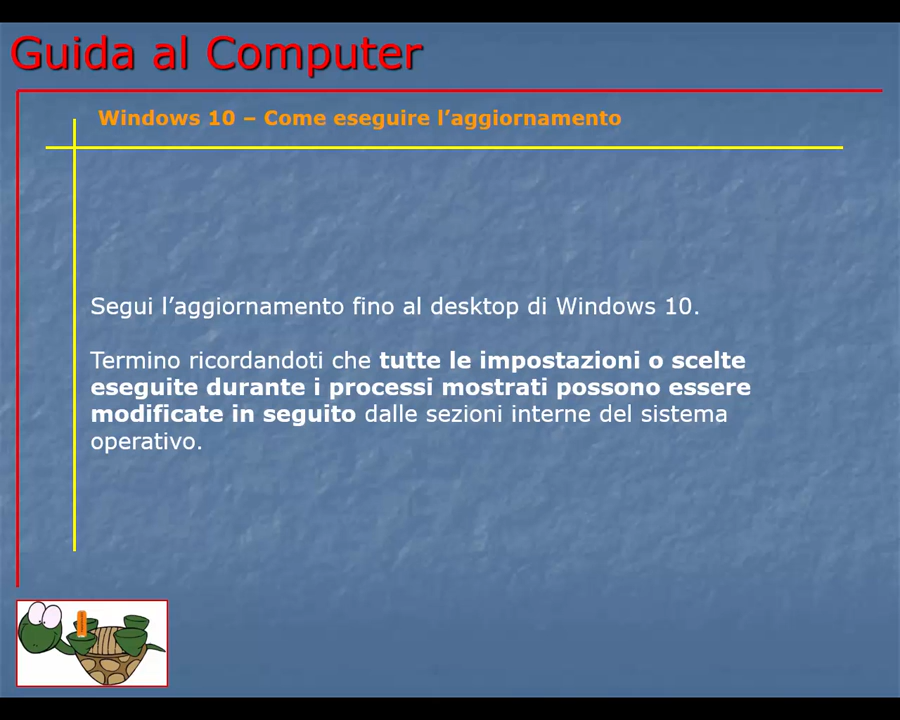 Guida al Computer
Windows 10 – Come eseguire l’aggiornamento
Segui l’aggiornamento fino al desktop di Windows 10.
Termino ricordandoti che tutte le impostazioni o scelte
eseguite durante i processi mostrati possono essere
modificate in seguito dalle sezioni interne del sistema
operativo.